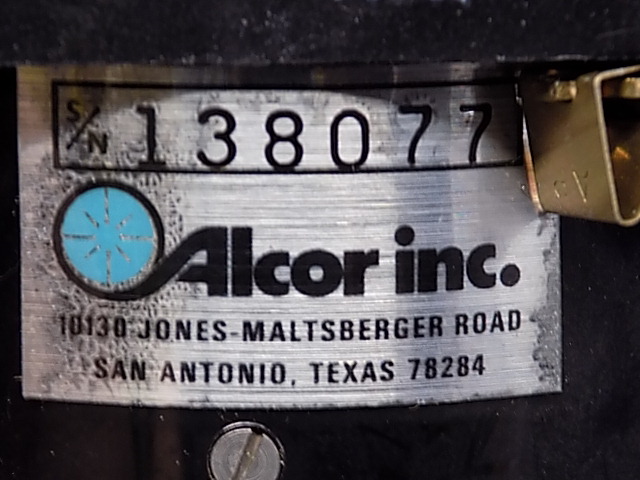 S/N 138077
Alcor inc.
10130 JONES-MALTSBERGER ROAD
SAN ANTONIO, TEXAS 78284